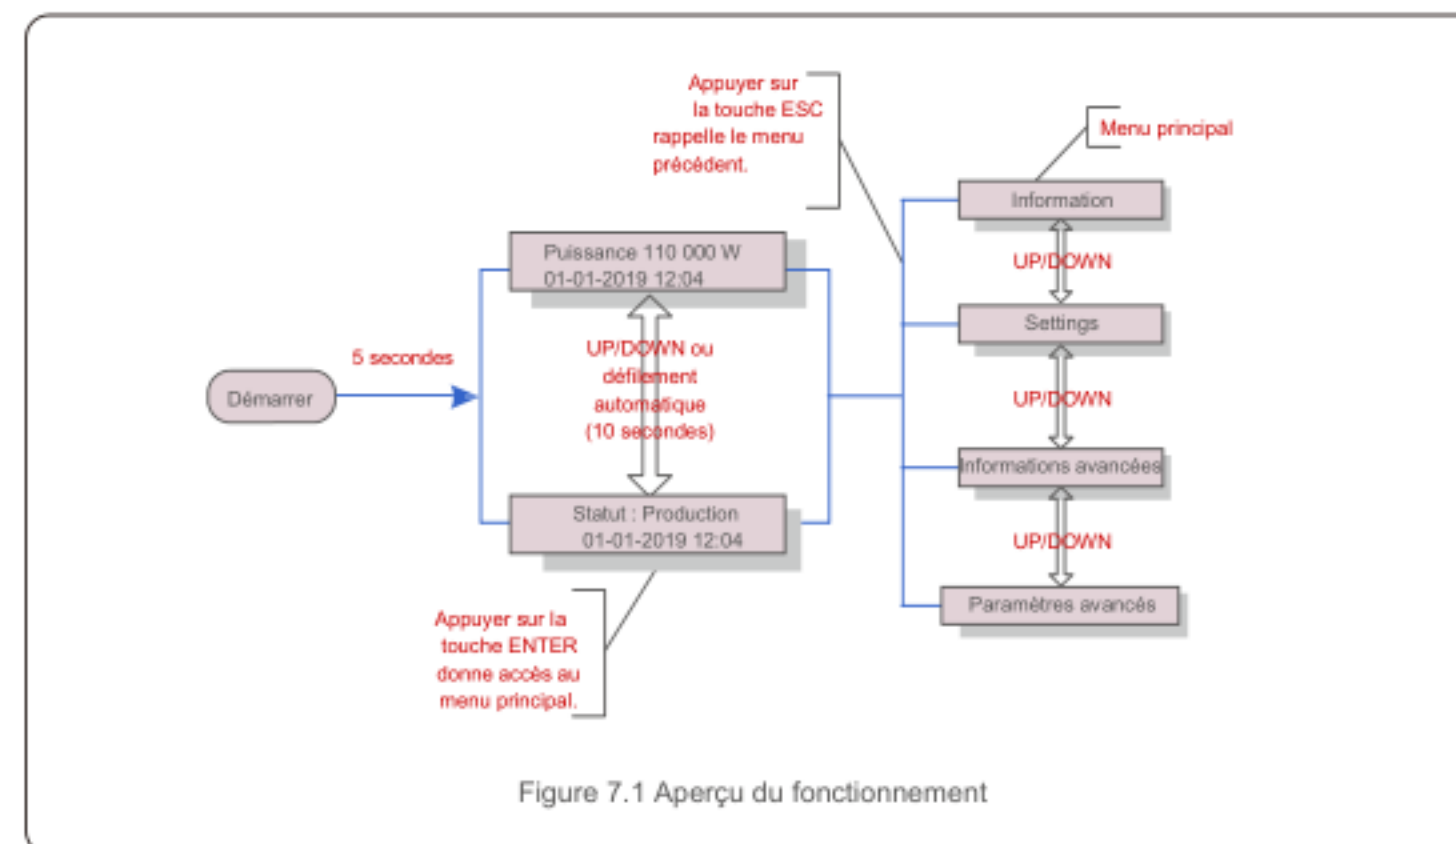 Appuyer sur
la touche ESC
rappelle le menu
précédent.
Menu principal
Information
UP/DOWN
Puissance 110 000 W
01-01-2019 12:04
Settings
5 secondes
UP/DOWN ou
défilement
automatique
(10 secondes)
Démarrer
UP/DOWN
Informations avancées
Statut : Production
01-01-2019 12:04
UP/DOWN
Paramètres avancés
Appuyer sur la
touche ENTER
donne accès au
menu principal.
Figure 7.1 Aperçu du fonctionnement